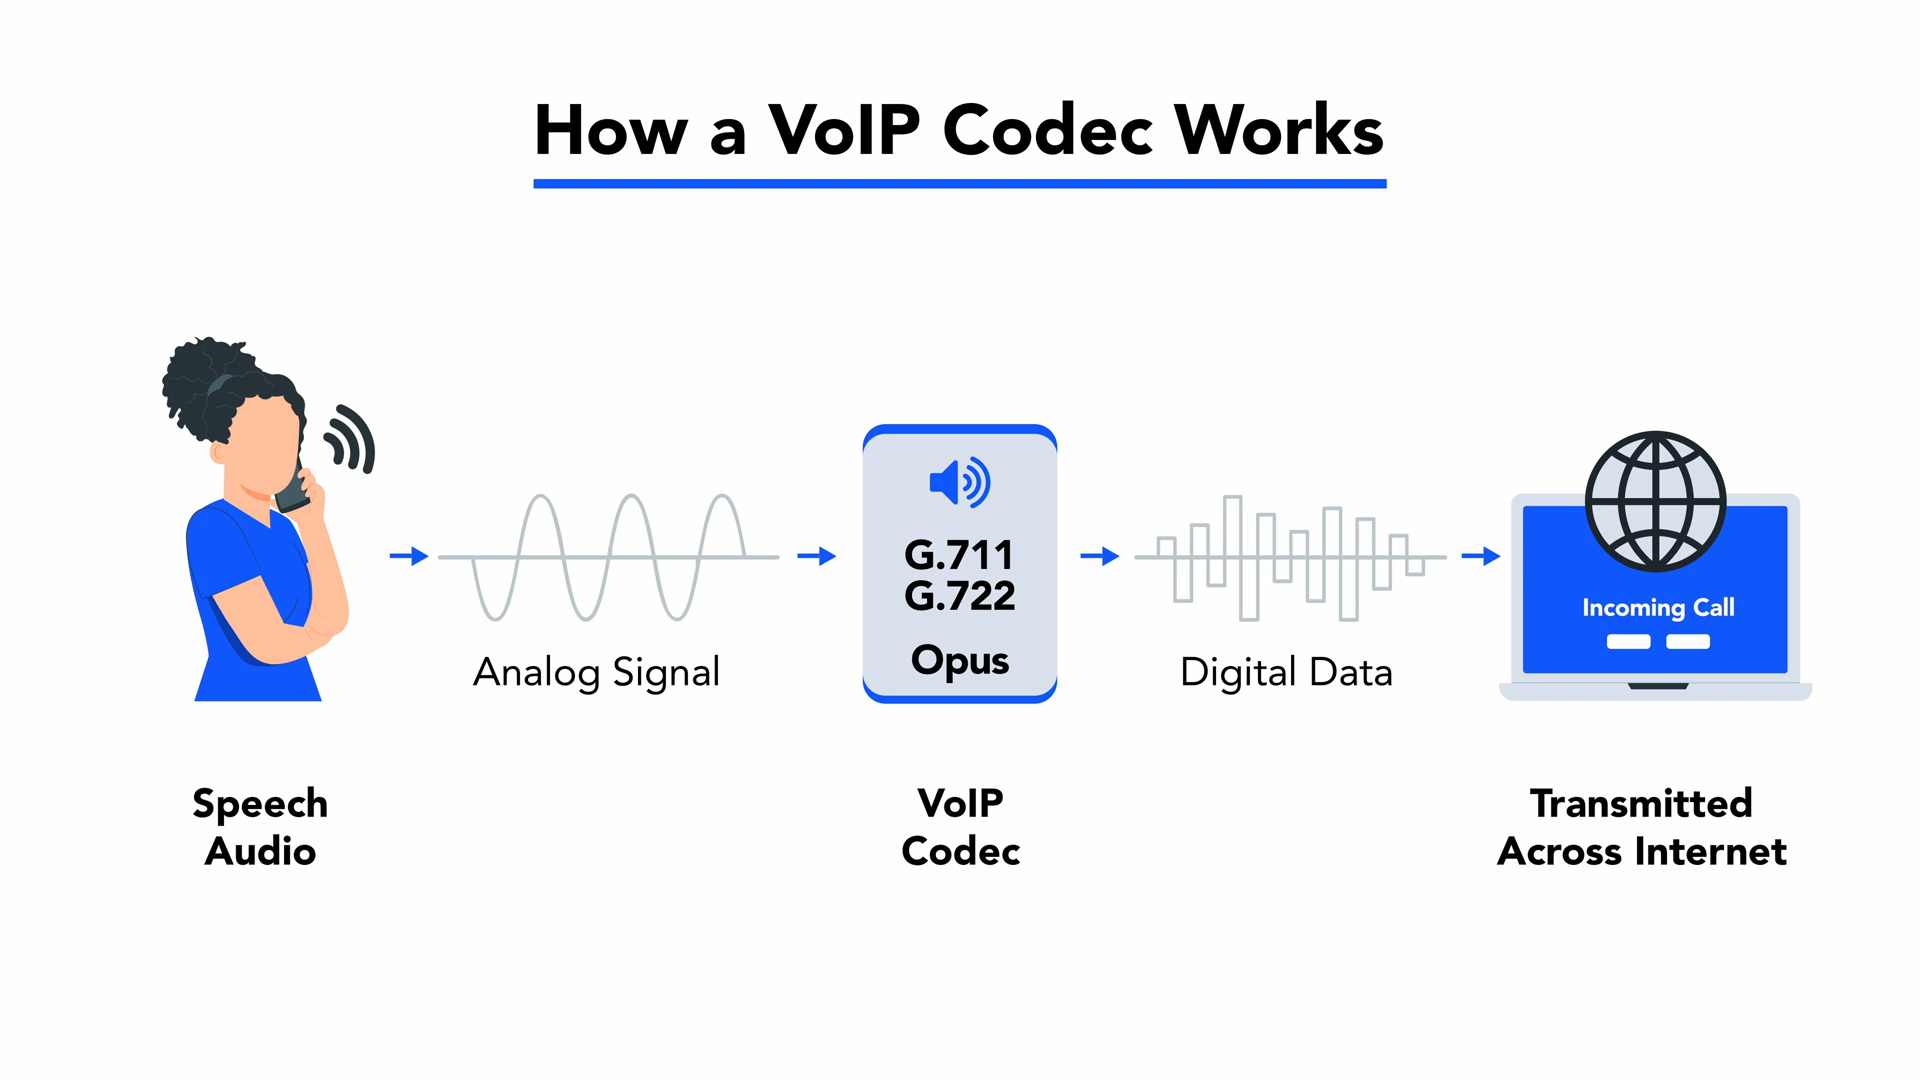 How a VoIP Codec Works
G.711
G.722
Opus
Incoming Call
Analog Signal
Digital Data
Speech
Audio
VoIP
Codec
Transmitted
Across Internet